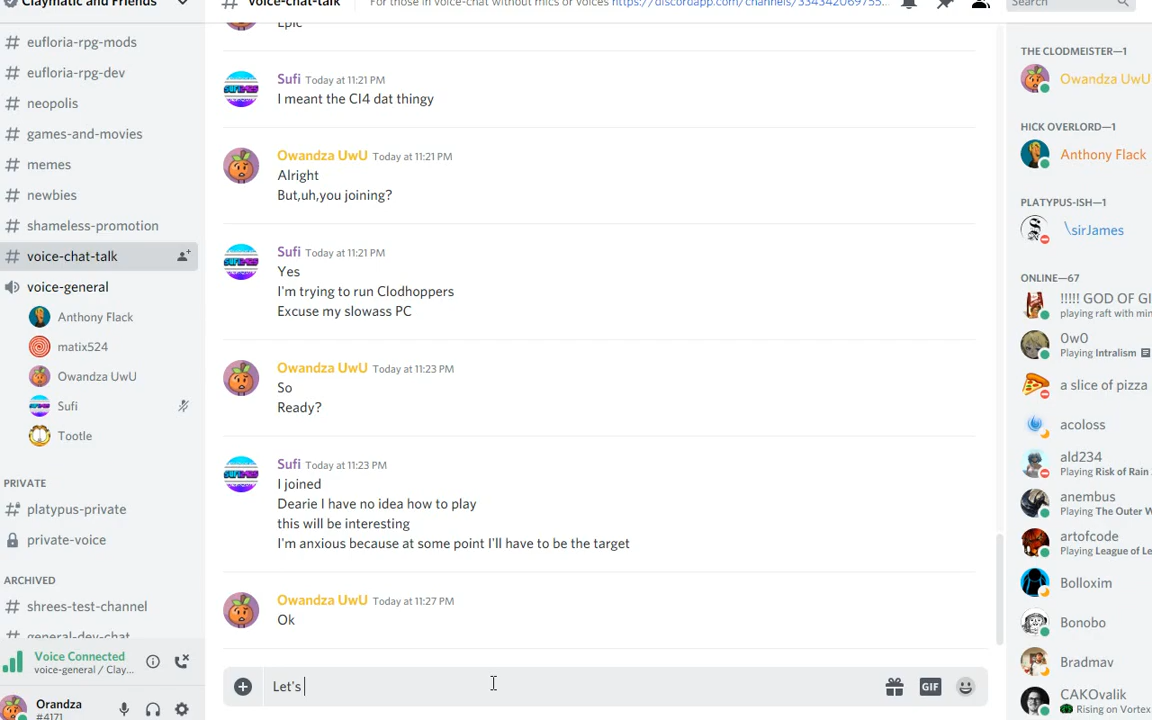 Claymatic and Friends
# eufloria-rpg-mods
# eufloria-rpg-dev
# neopolis
# games-and-movies
# memes
# newbies
# shameless-promotion
# voice-chat-talk
voice-general
Anthony Flack
matix524
Owandza UwU
Sufi
Tootle
PRIVATE
# platypus-private
private-voice
ARCHIVED
# shrees-test-channel
# general-dev-chat
Voice Connected
voice-general / Clay...
Orandza
#4171
# voice-chat-talk
For those in voice-chat without mics or voices https://discordapp.com/channels/334342069755...
Epic
Sufi Today at 11:21 PM
I meant the CI4 dat thingy
Owandza UwU Today at 11:21 PM
Alright
But,uh,you joining?
Sufi Today at 11:21 PM
Yes
I'm trying to run Clodhoppers
Excuse my slowass PC
Owandza UwU Today at 11:23 PM
So
Ready?
Sufi Today at 11:23 PM
I joined
Dearie I have no idea how to play
this will be interesting
I'm anxious because at some point I'll have to be the target
Owandza UwU Today at 11:27 PM
Ok
Let's
GIF
Search
THE CLODMEISTER—1
Owandza UwU
HICK OVERLORD—1
Anthony Flack
PLATYPUS-ISH—1
\sirJames
ONLINE—67
!!!!! GOD OF GI
playing raft with mir
0w0
Playing Intralism
a slice of pizza
acoloss
ald234
Playing Risk of Rain
anembus
Playing The Outer W
artofcode
Playing League of Le
Bolloxim
Bonobo
Bradmav
CAKOvalik
Rising on Vortex